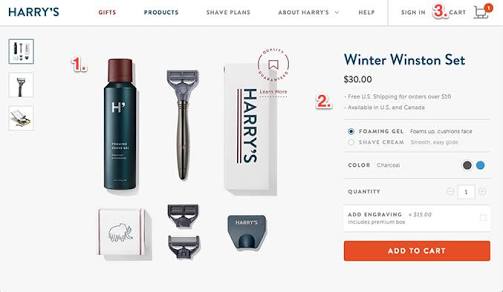 HARRY'S
GIFTS PRODUCTS SHAVE PLANS ABOUT HARRY'S HELP SIGN IN 3. CART 1
1.
QUALITY
GUARANTEED
Learn More
H'
FOAMING
SHAVE GEL
HARRY'S
HARRY'S
Winter Winston Set
$30.00
2.
- Free U.S. Shipping for orders over $10
- Available in U.S. and Canada
FOAMING GEL Foams up, cushions face
SHAVE CREAM Smooth, easy glide
COLOR Charcoal
QUANTITY 1
ADD ENGRAVING + $15.00
Includes premium box
ADD TO CART